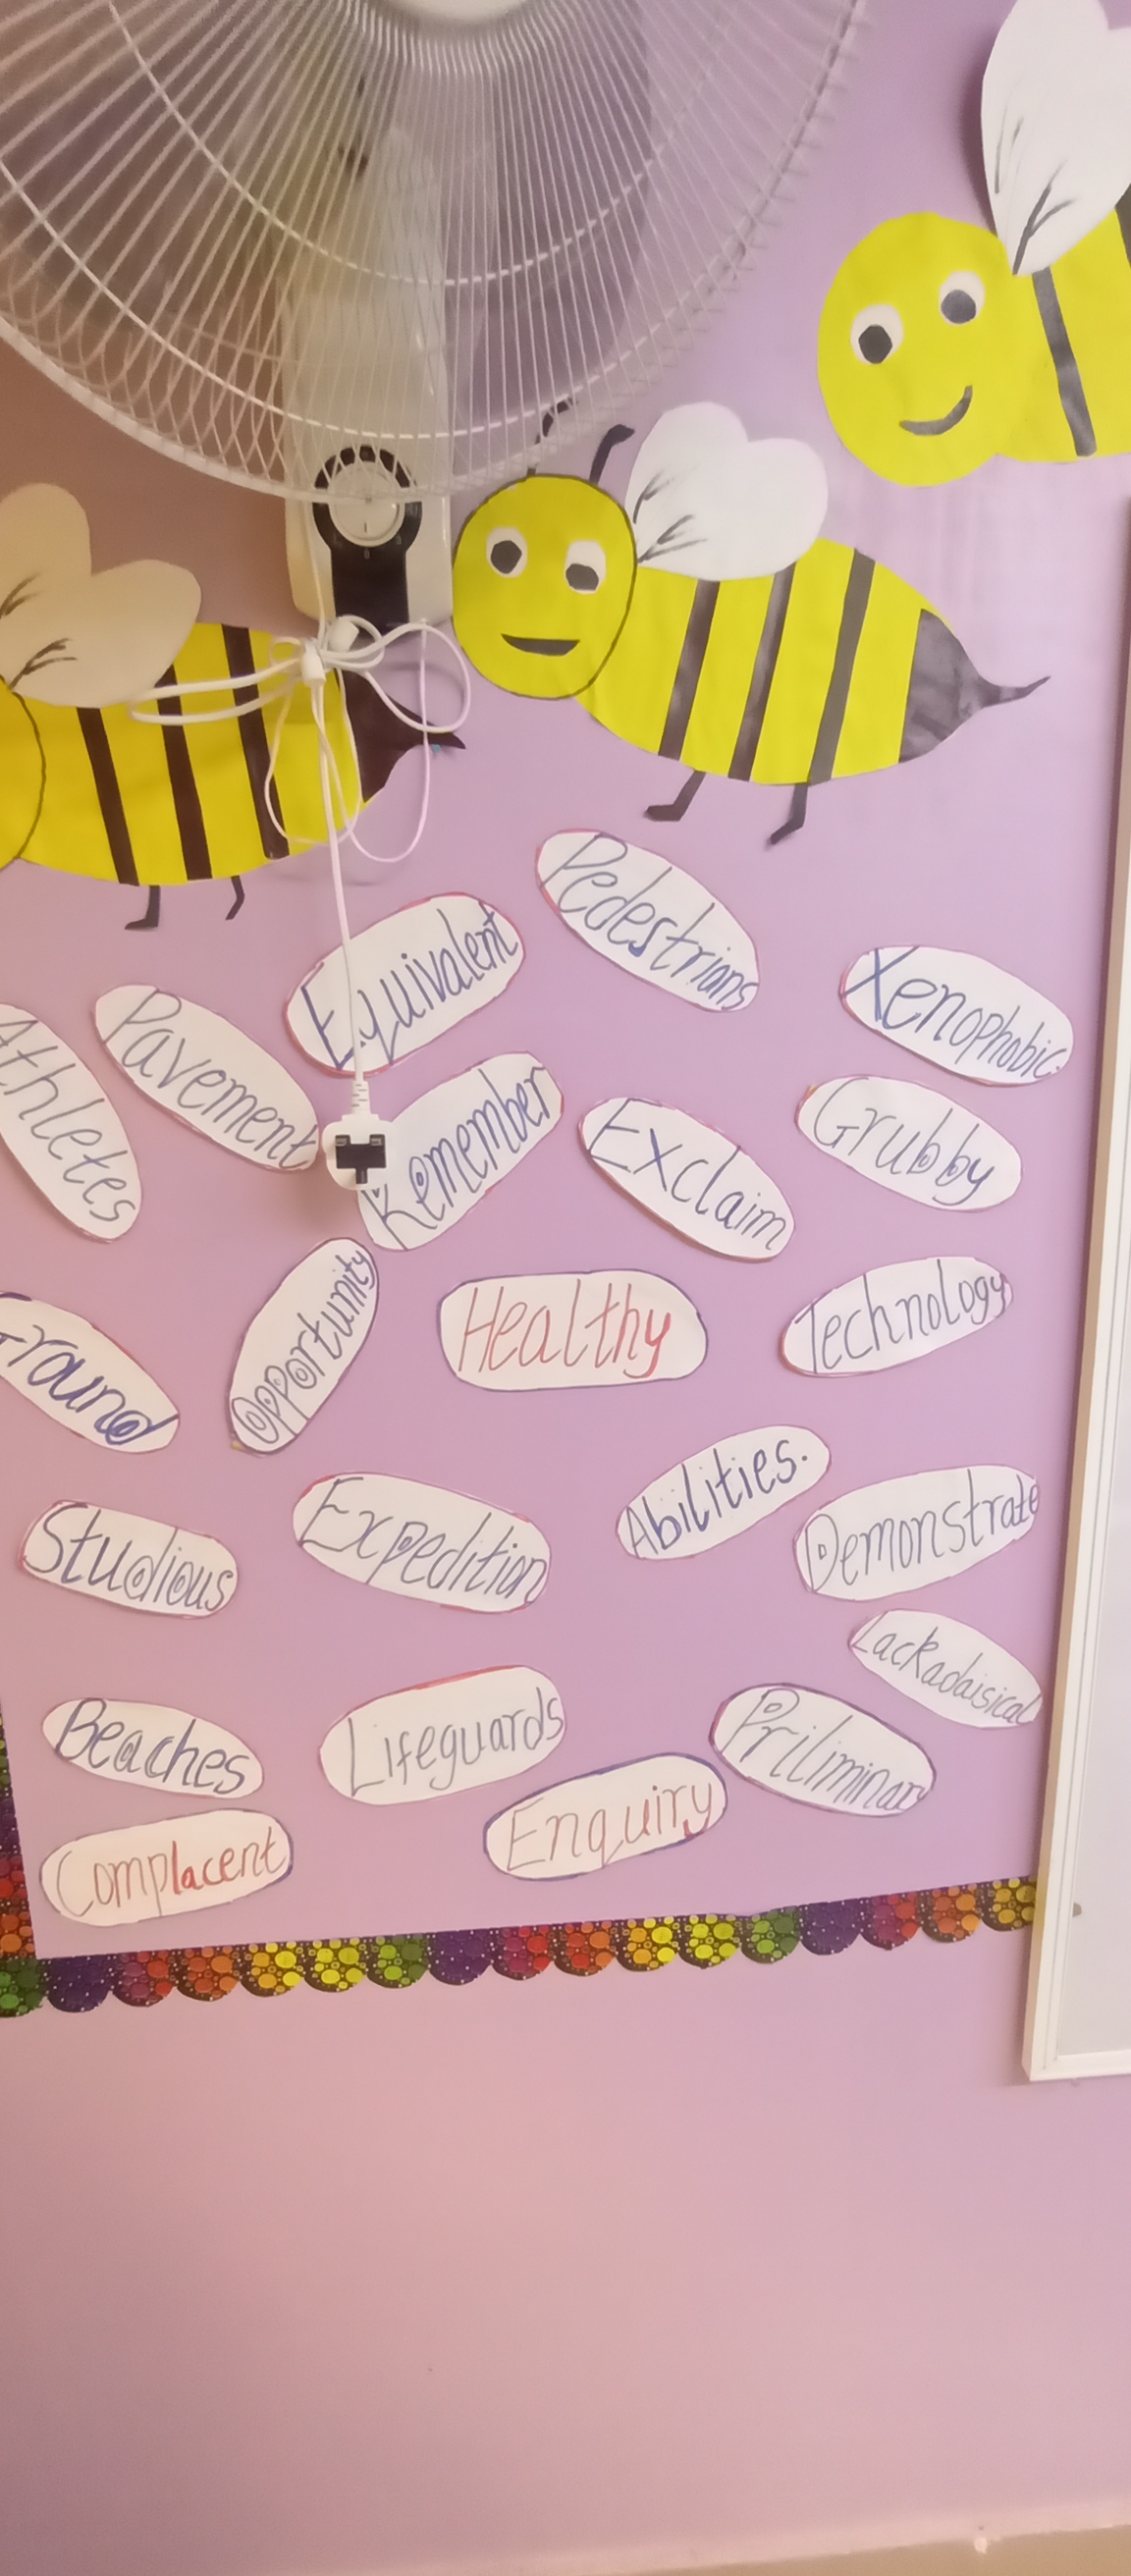 Pedestrians
Equivalent
Xenophobic
Pavement
Athletes
Remember
Exclaim
Grubby
Opportunity
Healthy
Technology
Ground
Abilities.
Studious
Expedition
Demonstrate
Lackadaisical
Beaches
Lifeguards
Priliminary
Enquiry
Complacent